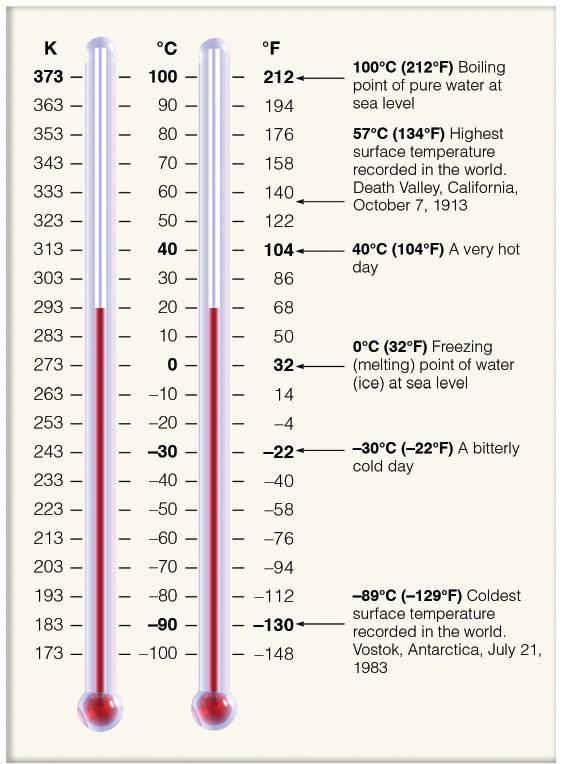 K °C °F
373 – 100 – 212
363 – 90 – 194
353 – 80 – 176
343 – 70 – 158
333 – 60 – 140
323 – 50 – 122
313 – 40 – 104
303 – 30 – 86
293 – 20 – 68
283 – 10 – 50
273 – 0 – 32
263 – –10 – 14
253 – –20 – –4
243 – –30 – –22
233 – –40 – –40
223 – –50 – –58
213 – –60 – –76
203 – –70 – –94
193 – –80 – –112
183 – –90 – –130
173 – –100 – –148
100°C (212°F) Boiling
point of pure water at
sea level
57°C (134°F) Highest
surface temperature
recorded in the world.
Death Valley, California,
October 7, 1913
40°C (104°F) A very hot
day
0°C (32°F) Freezing
(melting) point of water
(ice) at sea level
–30°C (–22°F) A bitterly
cold day
–89°C (–129°F) Coldest
surface temperature
recorded in the world.
Vostok, Antarctica, July 21,
1983